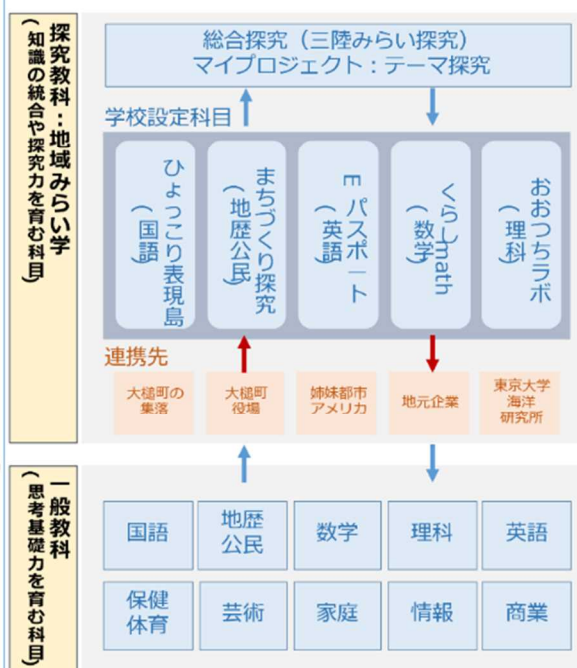 探究教科:地域みらい学
(知識の統合や探究力を育む科目)
総合探究(三陸みらい探究)
マイプロジェクト:テーマ探究
学校設定科目
ひょっこり表現島
(国語)
まちづくり探究
(地歴公民)
E パスポート
(英語)
くらしmath
(数学)
おおつちラボ
(理科)
連携先
大槌町の
集落
大槌町
役場
姉妹都市
アメリカ
地元企業
東京大学
海洋
研究所
一般教科
(思考基礎力を育む科目)
国語
地歴
公民
数学
理科
英語
保健
体育
芸術
家庭
情報
商業